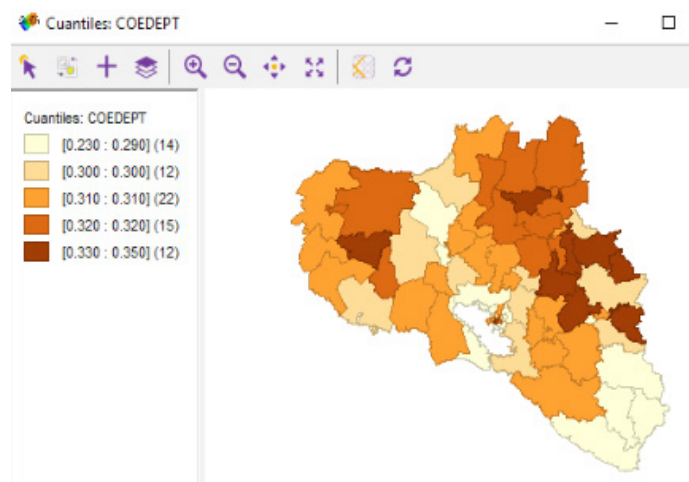 Cuantiles: COEDEPT
Cuantiles: COEDEPT
[0.230 : 0.290] (14)
[0.300 : 0.300] (12)
[0.310 : 0.310] (22)
[0.320 : 0.320] (15)
[0.330 : 0.350] (12)